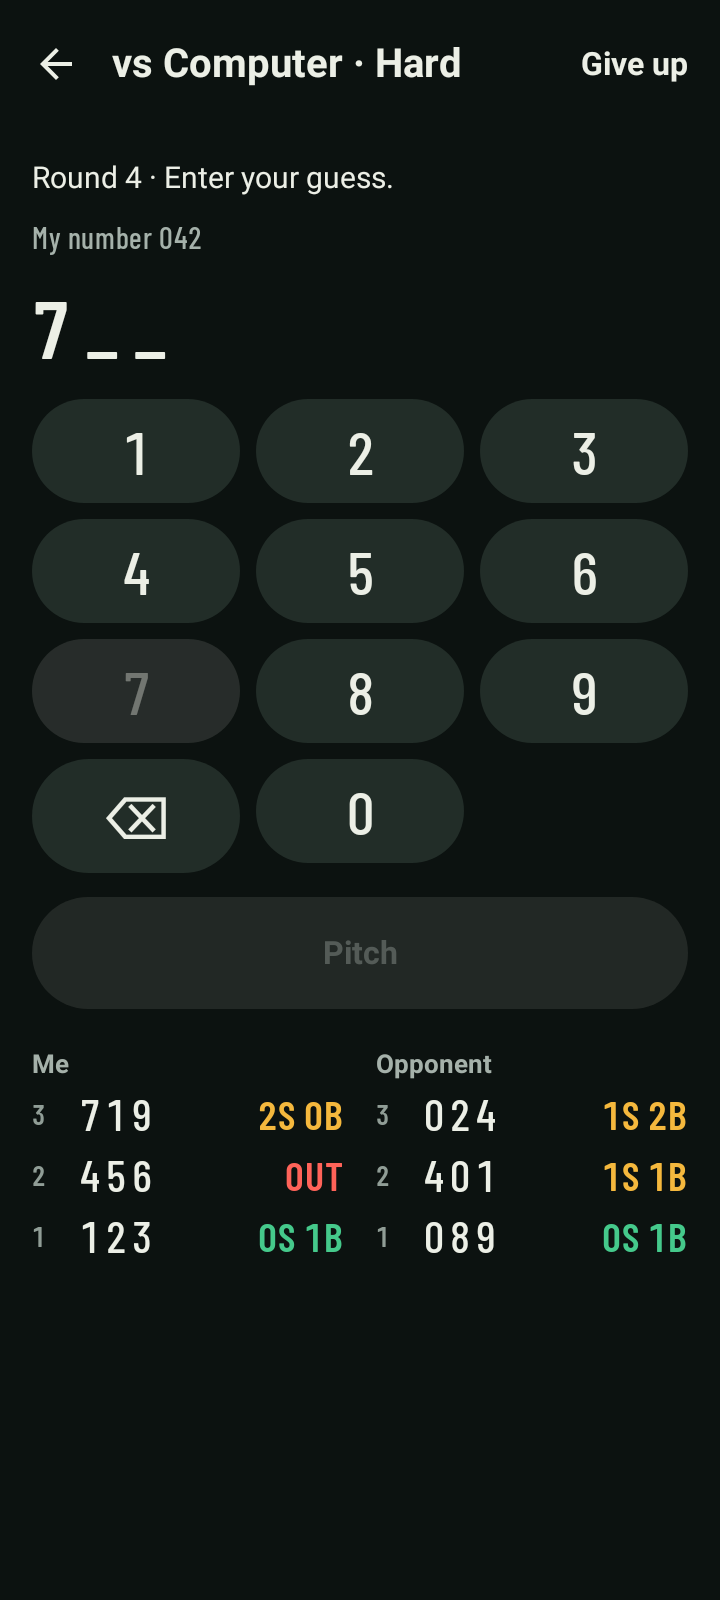 vs Computer · Hard Give up
Round 4 · Enter your guess.
My number 042
7 _ _
1 2 3
4 5 6
7 8 9
0
Pitch
Me Opponent
3 719 2S 0B 3 024 1S 2B
2 456 OUT 2 401 1S 1B
1 123 0S 1B 1 089 0S 1B